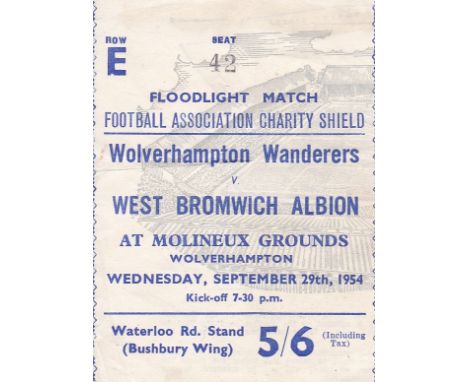 ROW SEAT
E 42
FLOODLIGHT MATCH
FOOTBALL ASSOCIATION CHARITY SHIELD
Wolverhampton Wanderers
v.
WEST BROMWICH ALBION
AT MOLINEUX GROUNDS
WOLVERHAMPTON
WEDNESDAY, SEPTEMBER 29th, 1954
Kick-off 7-30 p.m.
Waterloo Rd. Stand
(Bushbury Wing)
5/6
(Including
Tax)